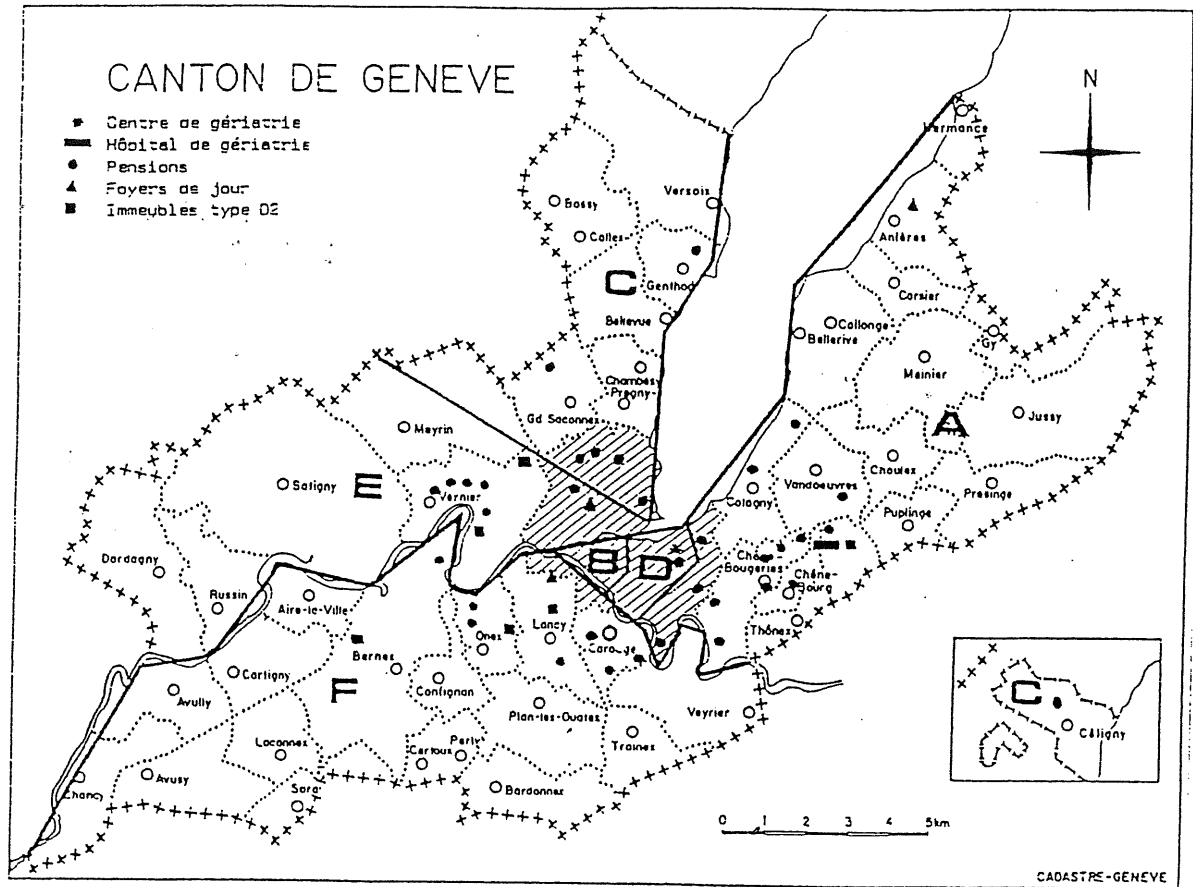 CANTON DE GENEVE
N
Centre de gériatrie
Hôpital de gériatrie
Pensions
Foyers de jour
Immeubles type D2
Hermance
Versoix
Bossy
Anières
Collex
C
Genthod
Corsier
Bellevue
Collonge-
Bellerive
Gy
Meinier
Chambésy
Pregny
Gd Saconnex
Jussy
A
Meyrin
Choulex
Vandoeuvres
Presinge
Satigny
E
Vernier
Cologny
Puplinge
B
D
Chêne-
Bougeries
Chêne-
Bourg
Dardagny
Russin
Aire-la-Ville
Thônex
Lancy
Onex
Carouge
Bernex
Cartigny
F
Confignan
Avully
Plan-les-Ouates
Veyrier
C
Céligny
Laconnex
Perly
Certoux
Troinex
Avusy
Chancy
Soral
Bardonnex
0 1 2 3 4 5km
CADASTRE-GENEVE